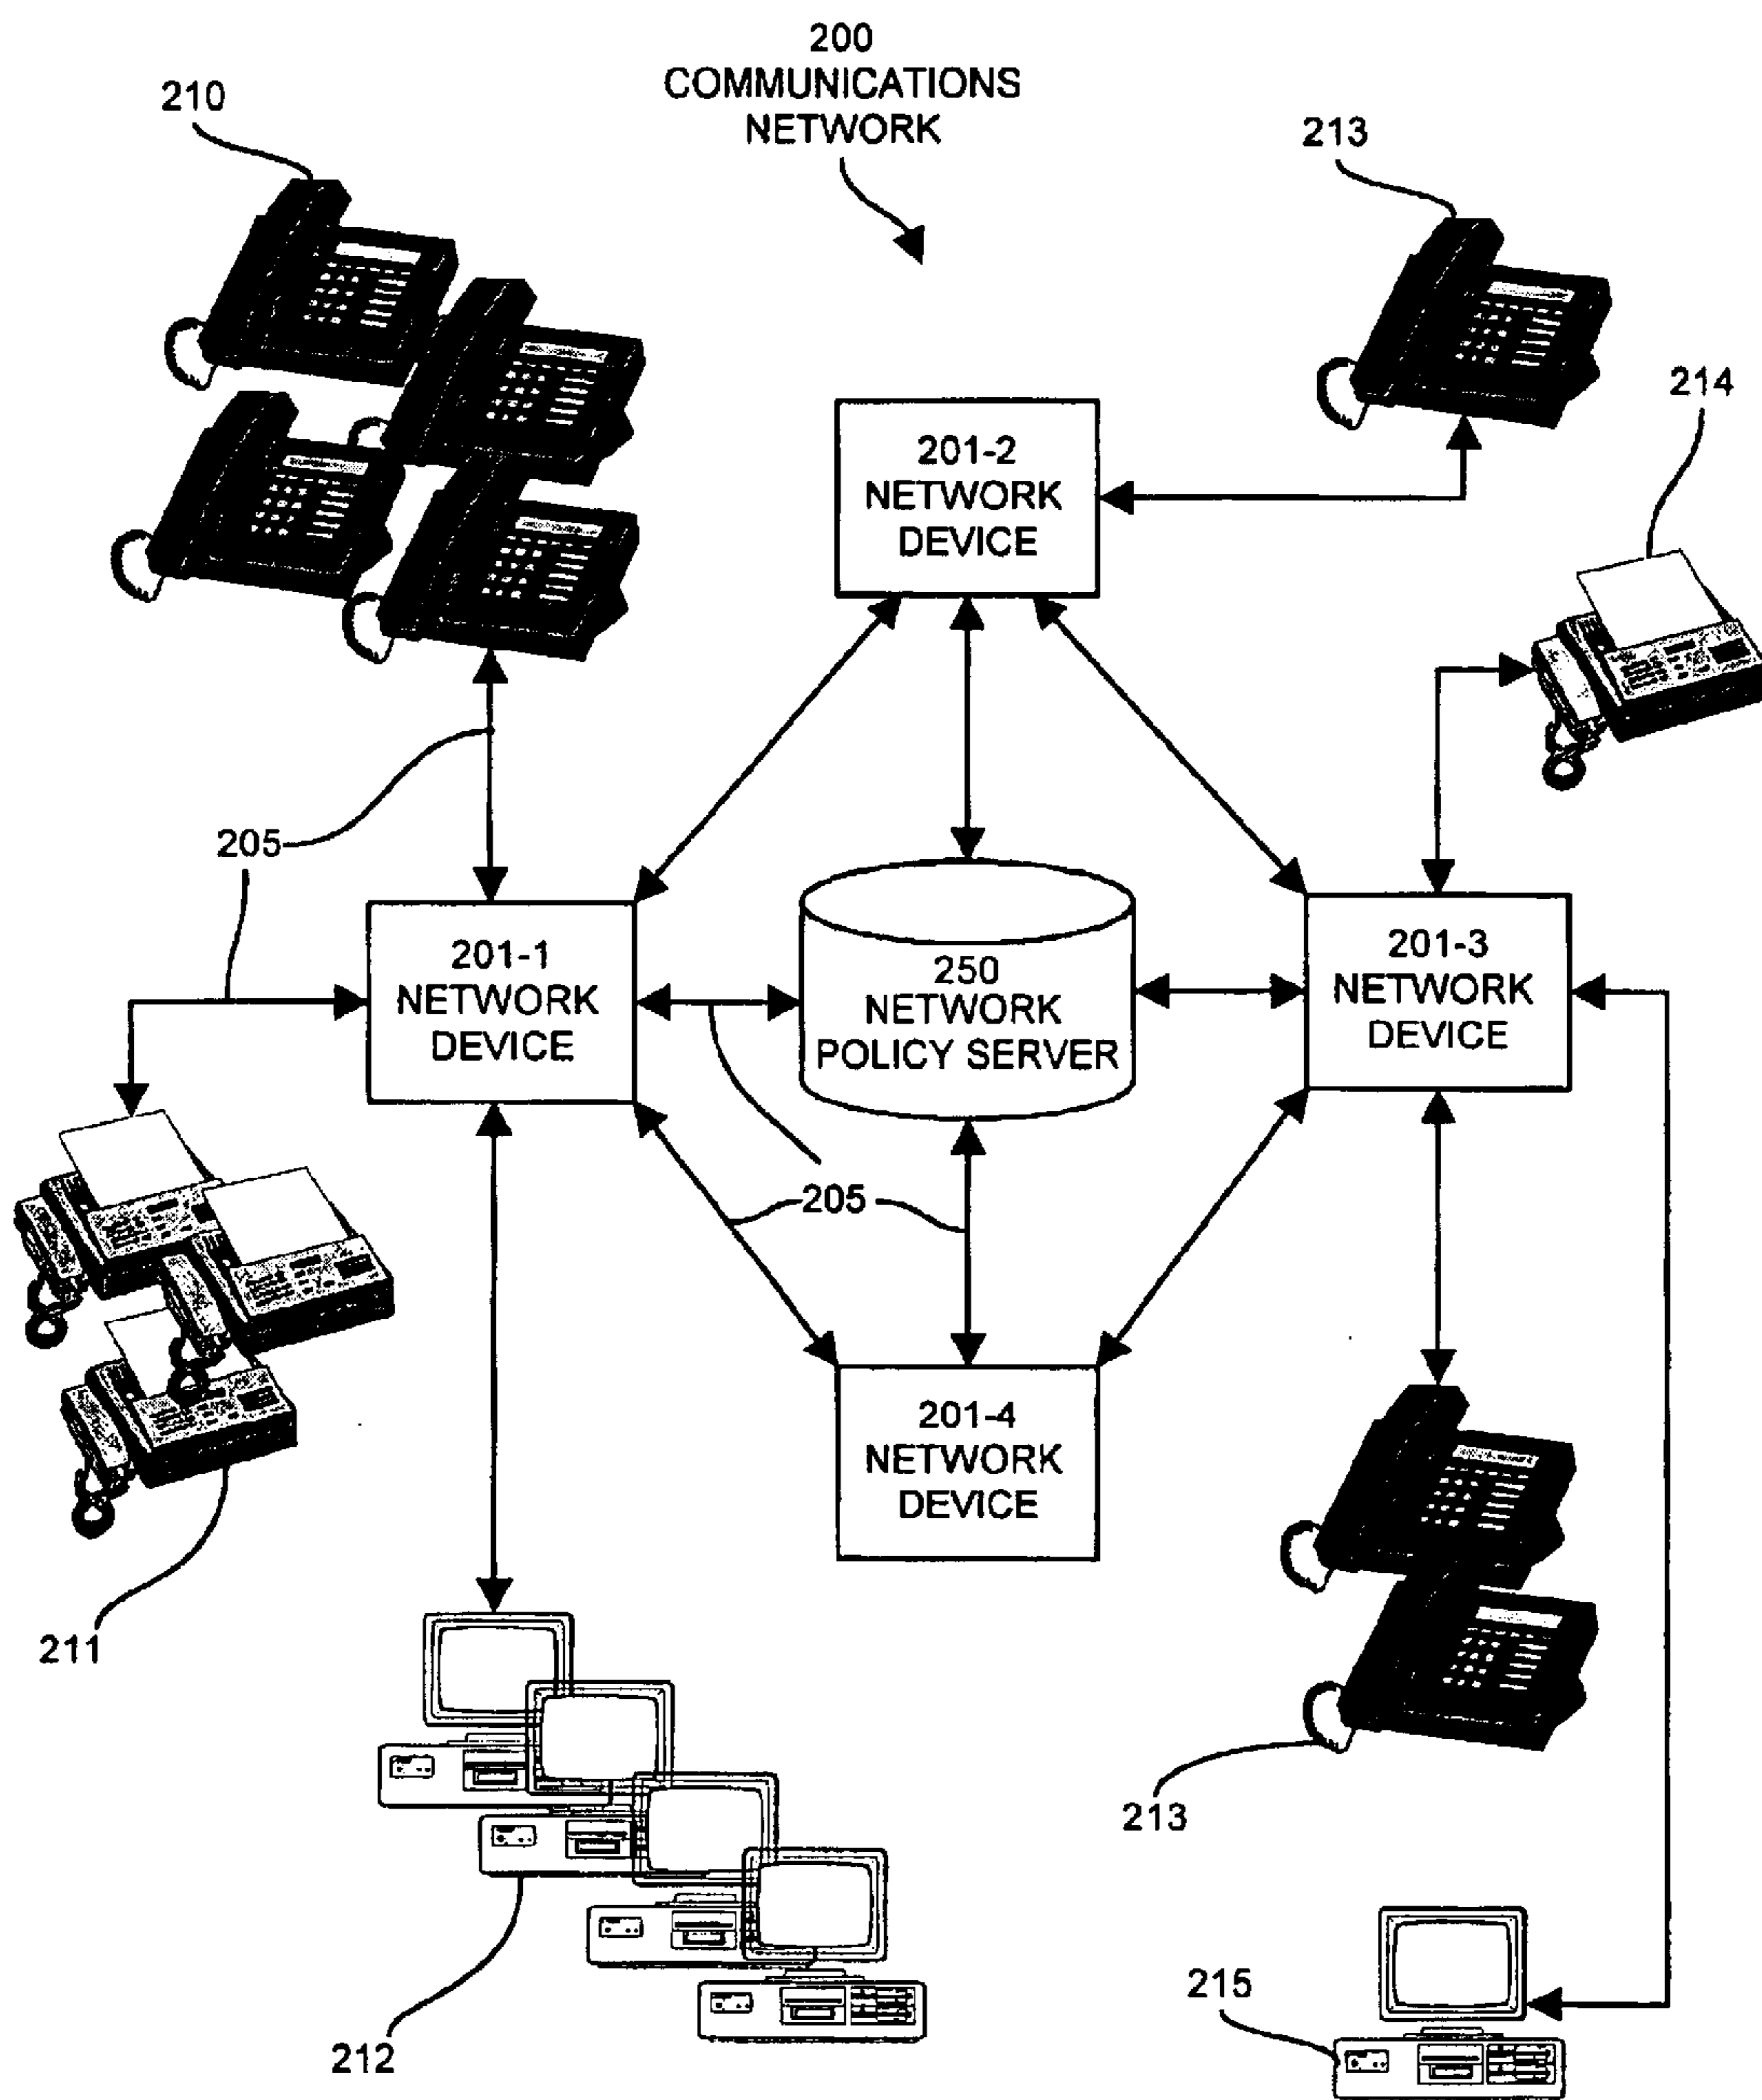 200
COMMUNICATIONS
NETWORK
210
213
214
201-2
NETWORK
DEVICE
205
201-1
NETWORK
DEVICE
250
NETWORK
POLICY SERVER
201-3
NETWORK
DEVICE
205
201-4
NETWORK
DEVICE
211
213
212
215